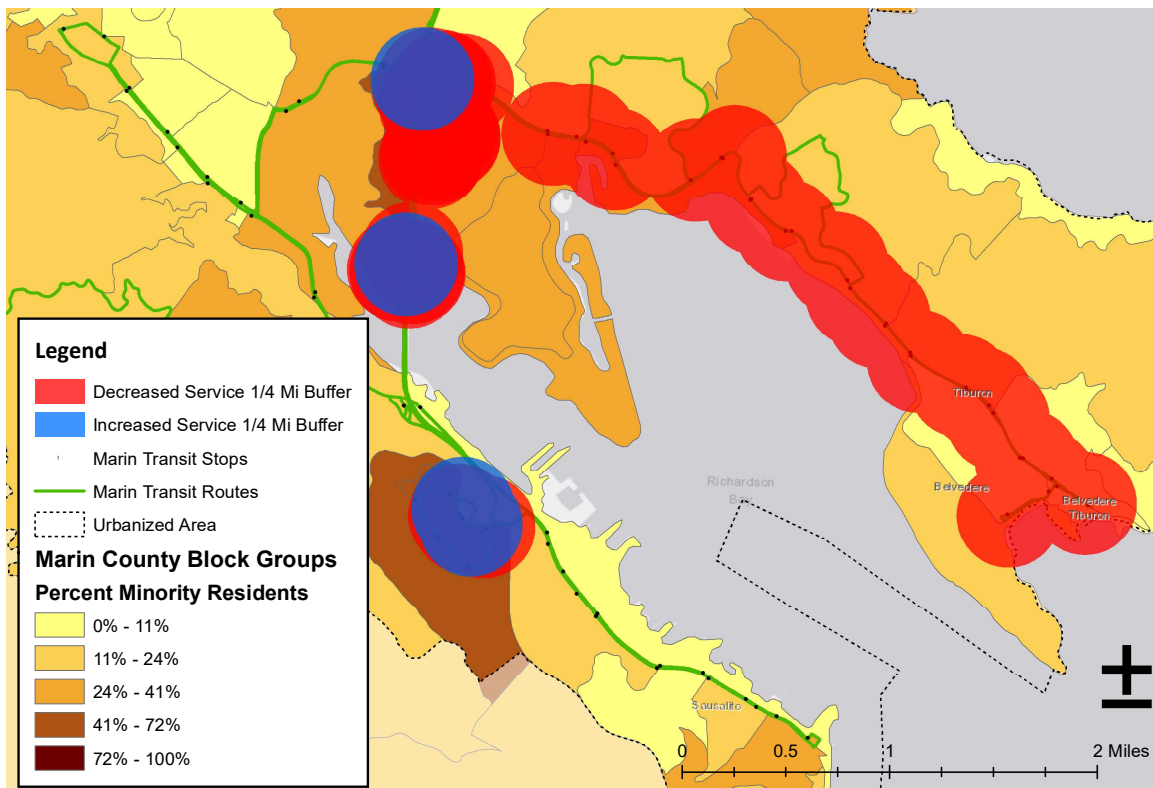 Legend
Decreased Service 1/4 Mi Buffer
Increased Service 1/4 Mi Buffer
Marin Transit Stops
Marin Transit Routes
Urbanized Area
Marin County Block Groups
Percent Minority Residents
0% - 11%
11% - 24%
24% - 41%
41% - 72%
72% - 100%
Tiburon
Belvedere
Belvedere
Tiburon
Richardson
Bay
Sausalito
0 0.5 1 2 Miles